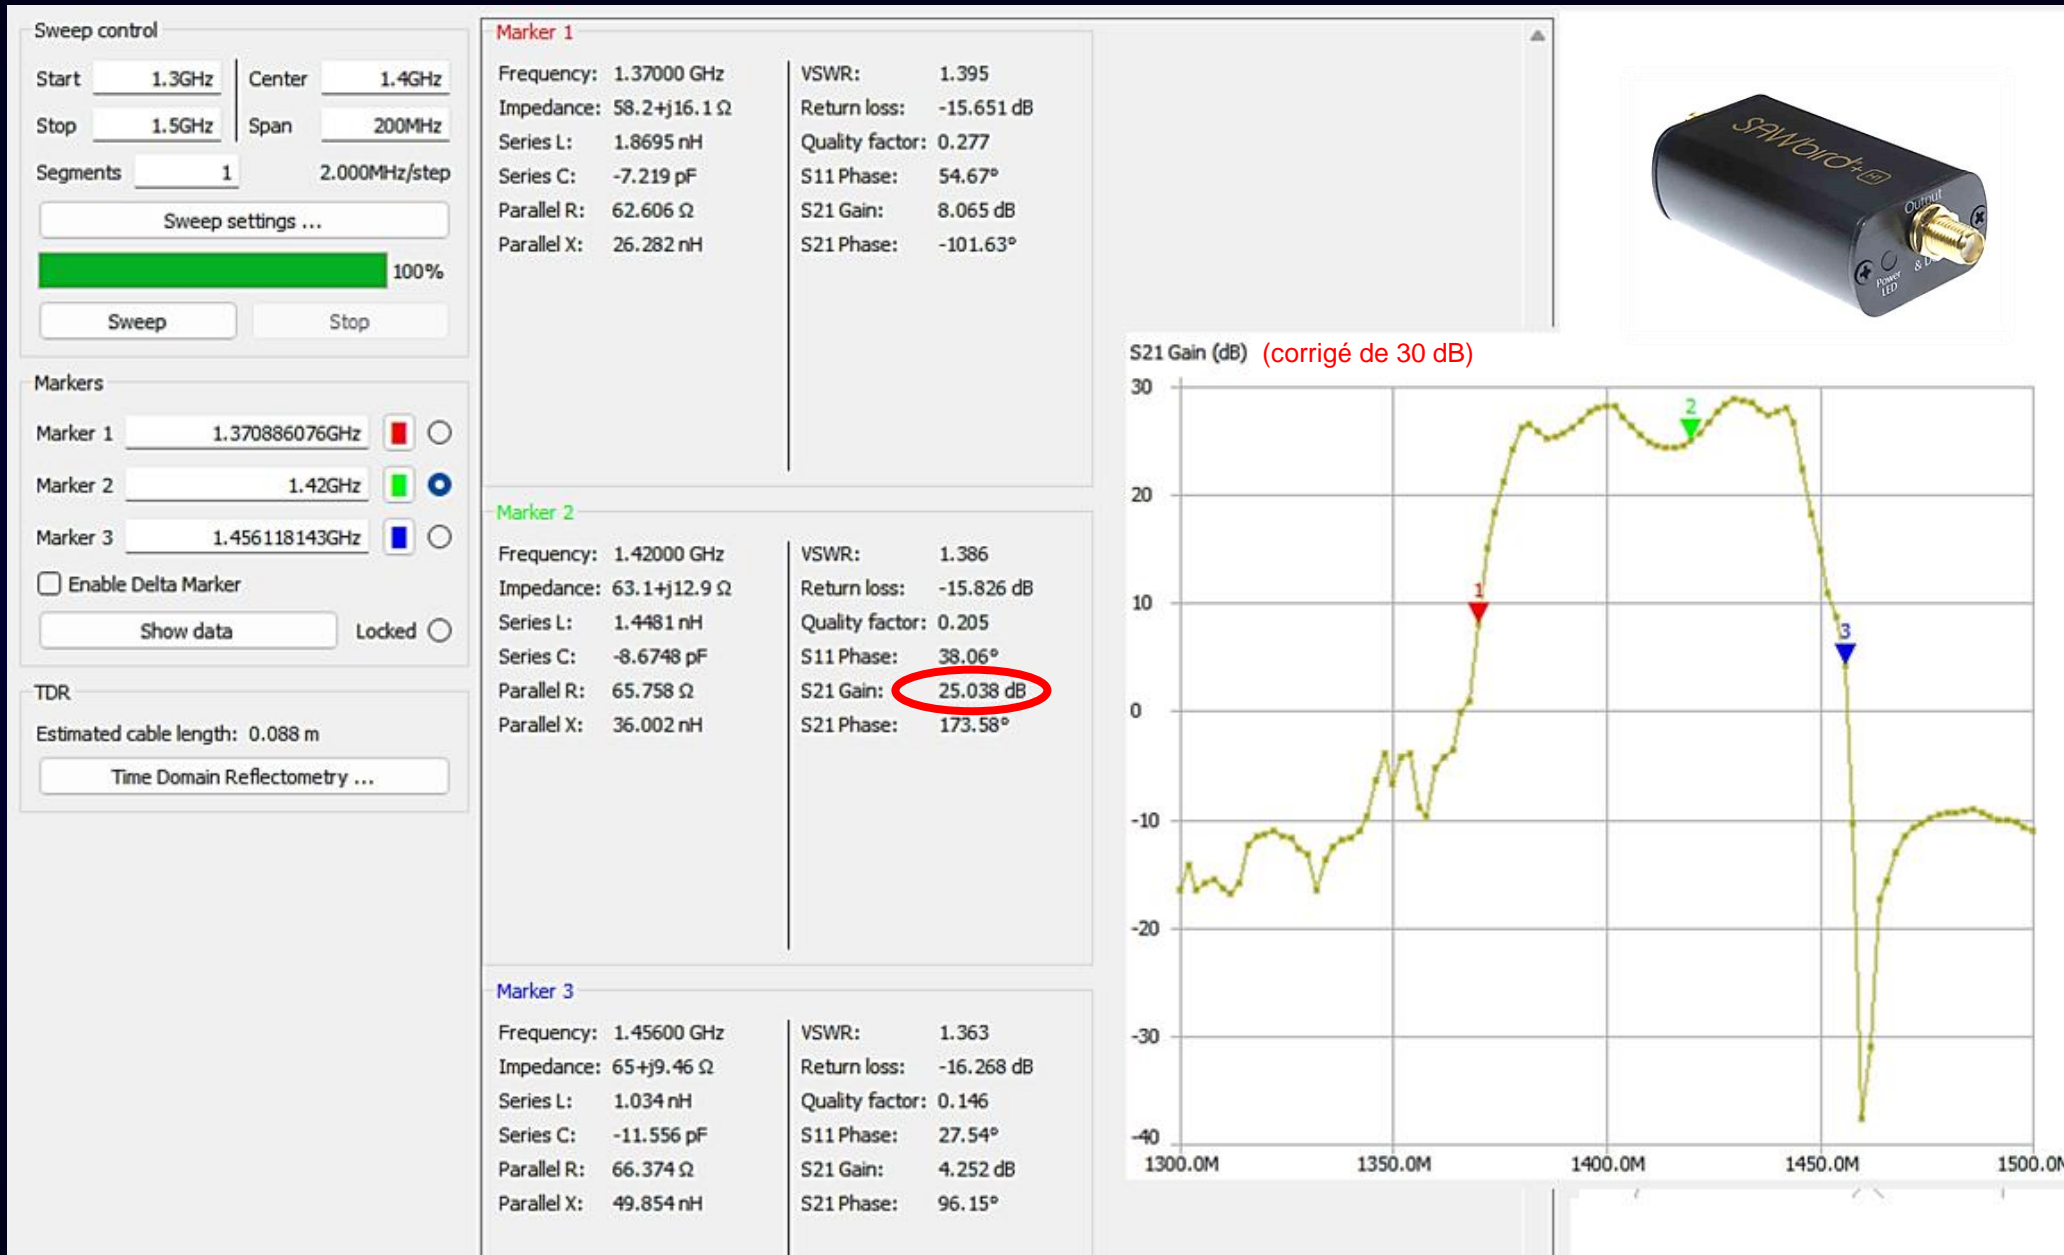 Sweep control
Start 1.3GHz Center 1.4GHz
Stop 1.5GHz Span 200MHz
Segments 1 2.000MHz/step
Sweep settings ...
100%
Sweep Stop
Markers
Marker 1 1.370886076GHz
Marker 2 1.42GHz
Marker 3 1.456118143GHz
Enable Delta Marker
Show data Locked
TDR
Estimated cable length: 0.088 m
Time Domain Reflectometry ...
Marker 1
Frequency: 1.37000 GHz VSWR: 1.395
Impedance: 58.2+j16.1 Ω Return loss: -15.651 dB
Series L: 1.8695 nH Quality factor: 0.277
Series C: -7.219 pF S11 Phase: 54.67°
Parallel R: 62.606 Ω S21 Gain: 8.065 dB
Parallel X: 26.282 nH S21 Phase: -101.63°
Marker 2
Frequency: 1.42000 GHz VSWR: 1.386
Impedance: 63.1+j12.9 Ω Return loss: -15.826 dB
Series L: 1.4481 nH Quality factor: 0.205
Series C: -8.6748 pF S11 Phase: 38.06°
Parallel R: 65.758 Ω S21 Gain: 25.038 dB
Parallel X: 36.002 nH S21 Phase: 173.58°
Marker 3
Frequency: 1.45600 GHz VSWR: 1.363
Impedance: 65+j9.46 Ω Return loss: -16.268 dB
Series L: 1.034 nH Quality factor: 0.146
Series C: -11.556 pF S11 Phase: 27.54°
Parallel R: 66.374 Ω S21 Gain: 4.252 dB
Parallel X: 49.854 nH S21 Phase: 96.15°
SAWbird+ H1
Output
&
Power
LED
S21 Gain (dB) (corrigé de 30 dB)
30
20
10
0
-10
-20
-30
-40
1300.0M 1350.0M 1400.0M 1450.0M 1500.0M
1
2
3